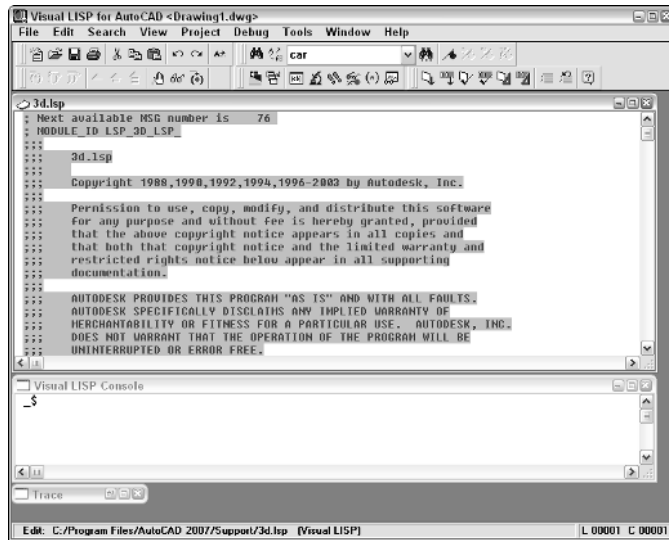 Visual LISP for AutoCAD <Drawing1.dwg>
File Edit Search View Project Debug Tools Window Help
car
3d.lsp
; Next available MSG number is    76
; MODULE_ID LSP_3D_LSP_
;;;
;;;    3d.lsp
;;;
;;;    Copyright 1988,1990,1992,1994,1996-2003 by Autodesk, Inc.
;;;
;;;    Permission to use, copy, modify, and distribute this software
;;;    for any purpose and without fee is hereby granted, provided
;;;    that the above copyright notice appears in all copies and
;;;    that both that copyright notice and the limited warranty and
;;;    restricted rights notice below appear in all supporting
;;;    documentation.
;;;
;;;    AUTODESK PROVIDES THIS PROGRAM "AS IS" AND WITH ALL FAULTS.
;;;    AUTODESK SPECIFICALLY DISCLAIMS ANY IMPLIED WARRANTY OF
;;;    MERCHANTABILITY OR FITNESS FOR A PARTICULAR USE.  AUTODESK, INC.
;;;    DOES NOT WARRANT THAT THE OPERATION OF THE PROGRAM WILL BE
;;;    UNINTERRUPTED OR ERROR FREE.
Visual LISP Console
_$
Trace
Edit: C:/Program Files/AutoCAD 2007/Support/3d.lsp (Visual LISP)
L 00001 C 00001